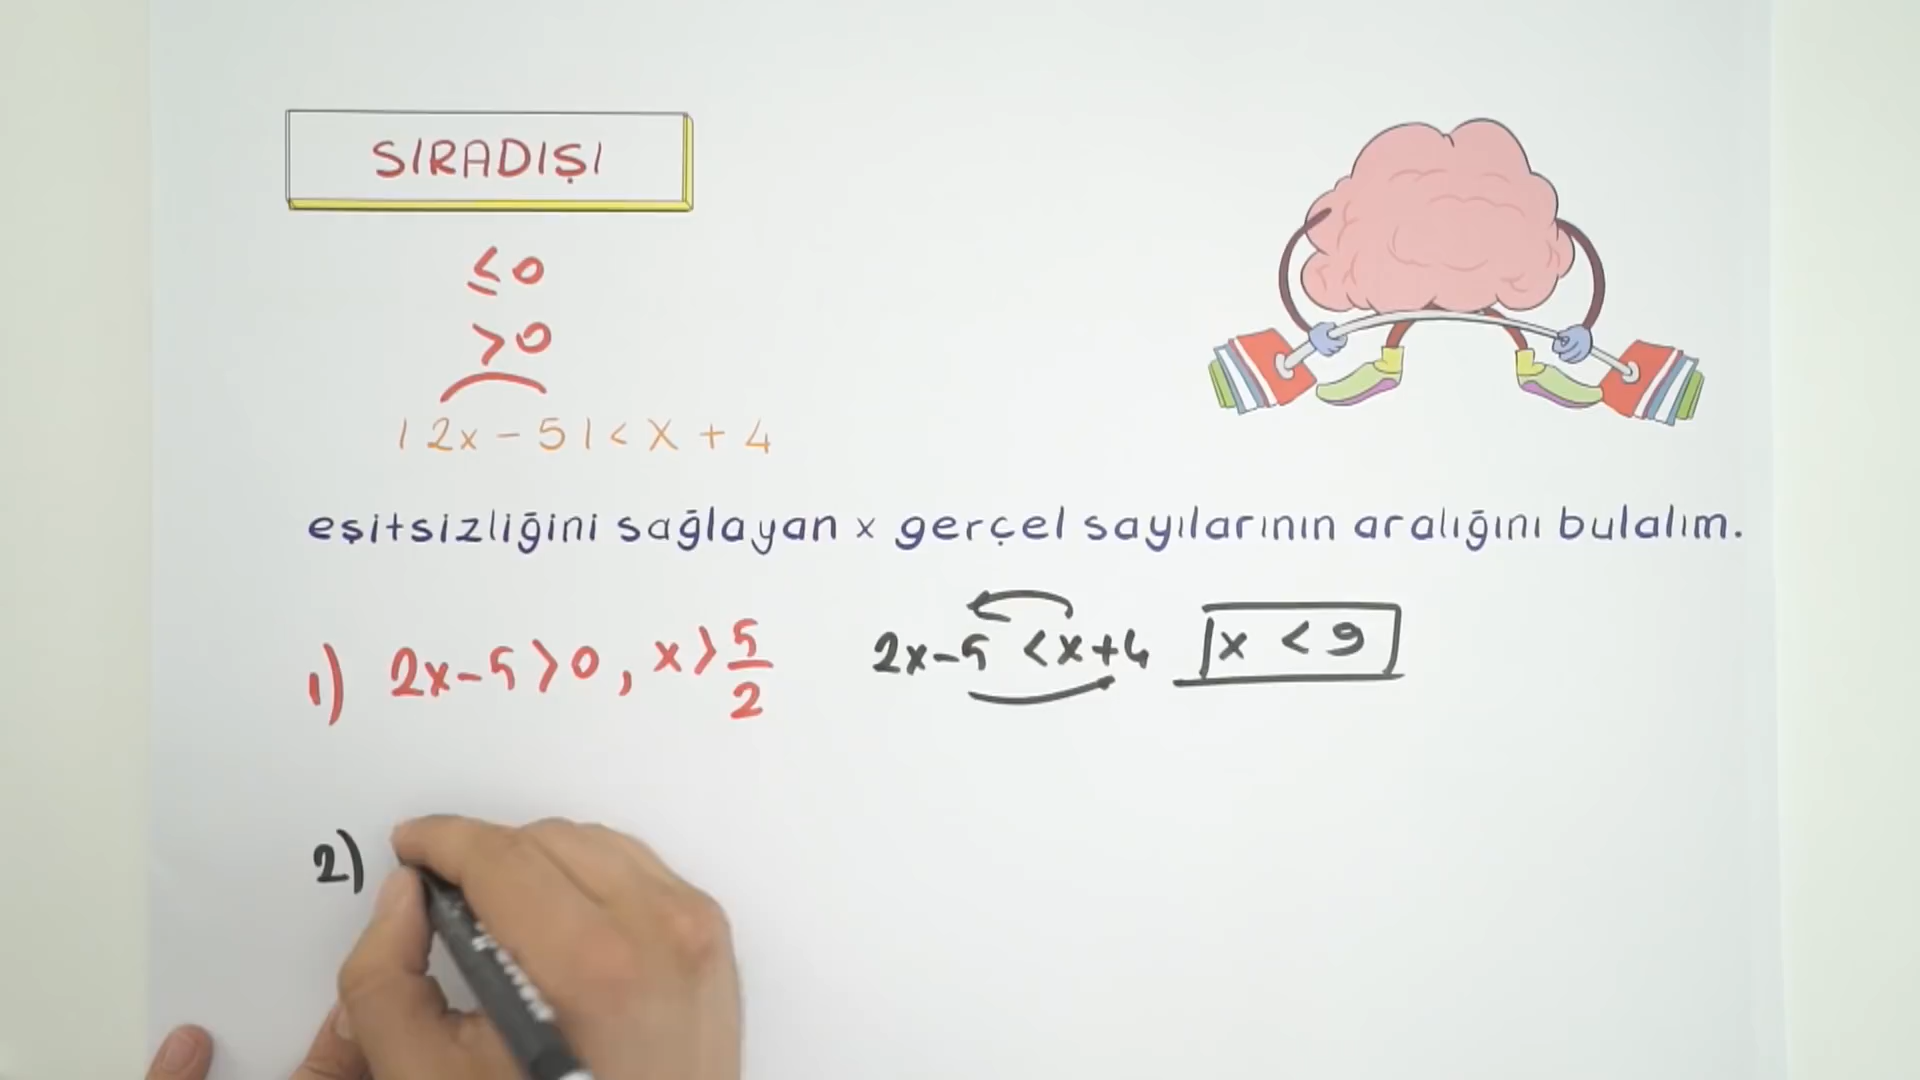 SIRADIŞI
≤0
>0
|2x-5|<x+4
eşitsizliğini sağlayan x gerçel sayılarının aralığını bulalım.
1) 2x-5>0, x>5/2 2x-5<x+4 x<9
2)